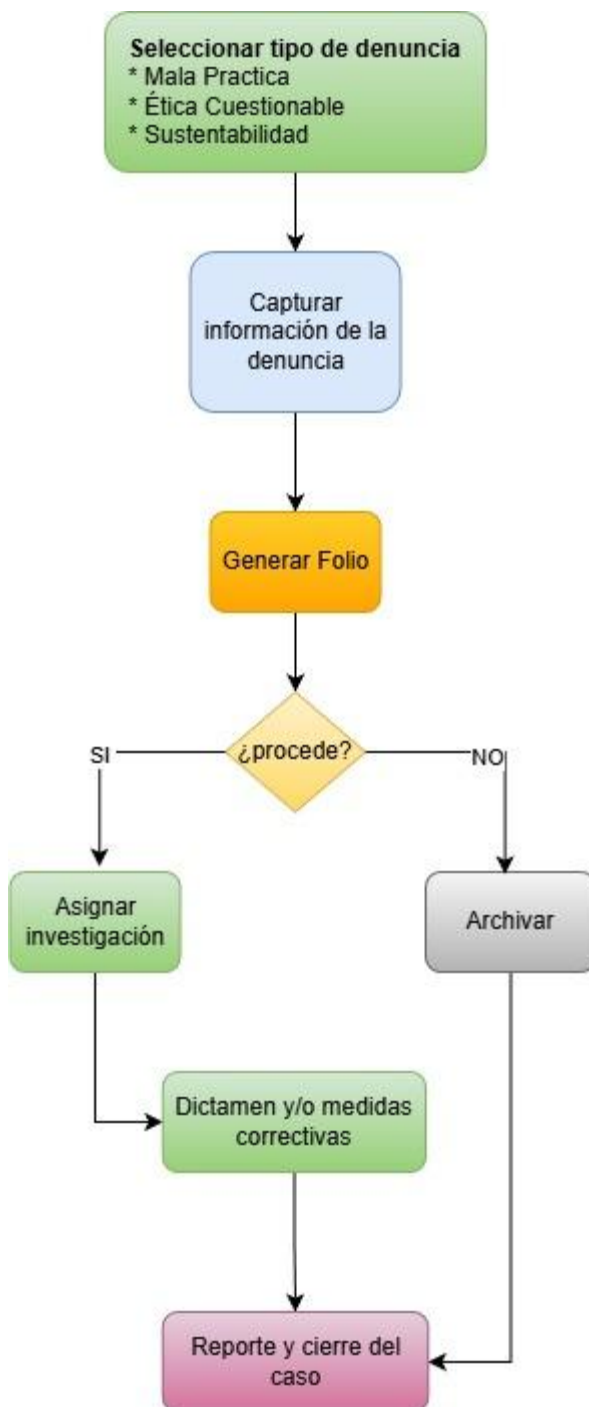 Seleccionar tipo de denuncia
* Mala Practica
* Ética Cuestionable
* Sustentabilidad
Capturar
información de la
denuncia
Generar Folio
¿procede?
SI
NO
Asignar
investigación
Archivar
Dictamen y/o medidas
correctivas
Reporte y cierre del
caso